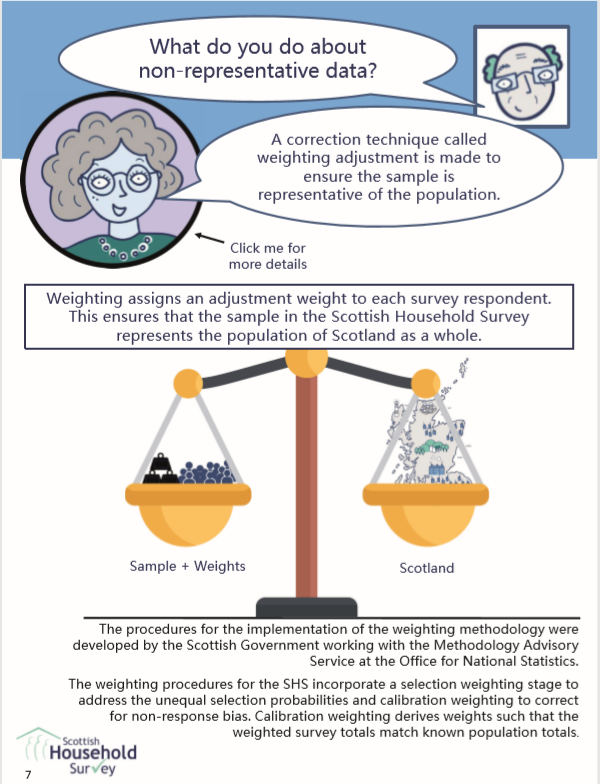 What do you do about
non-representative data?
A correction technique called
weighting adjustment is made to
ensure the sample is
representative of the population.
Click me for
more details
Weighting assigns an adjustment weight to each survey respondent.
This ensures that the sample in the Scottish Household Survey
represents the population of Scotland as a whole.
Sample + Weights
Scotland
The procedures for the implementation of the weighting methodology were
developed by the Scottish Government working with the Methodology Advisory
Service at the Office for National Statistics.
The weighting procedures for the SHS incorporate a selection weighting stage to
address the unequal selection probabilities and calibration weighting to correct
for non-response bias. Calibration weighting derives weights such that the
weighted survey totals match known population totals.
Scottish
Household
Survey
7